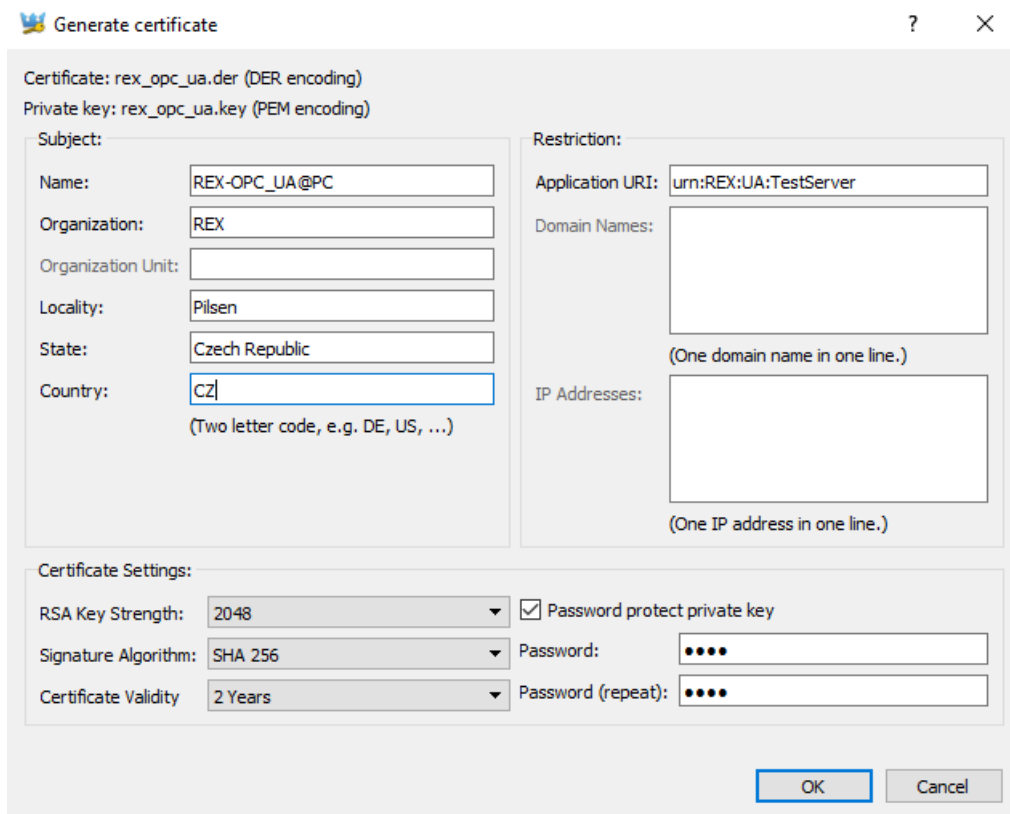 Generate certificate ?
Certificate: rex_opc_ua.der (DER encoding)
Private key: rex_opc_ua.key (PEM encoding)
Subject:
Name: REX-OPC_UA@PC
Organization: REX
Organization Unit:
Locality: Pilsen
State: Czech Republic
Country: CZ
(Two letter code, e.g. DE, US, ...)
Restriction:
Application URI: urn:REX:UA:TestServer
Domain Names:
(One domain name in one line.)
IP Addresses:
(One IP address in one line.)
Certificate Settings:
RSA Key Strength: 2048
Signature Algorithm: SHA 256
Certificate Validity 2 Years
Password protect private key
Password: ●●●●
Password (repeat): ●●●●
OK Cancel